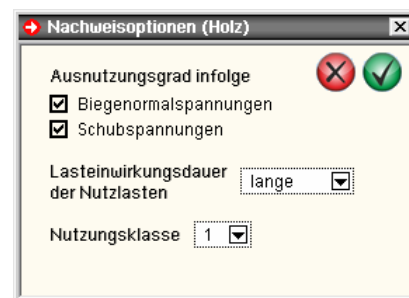 Nachweisoptionen (Holz)
Ausnutzungsgrad infolge
Biegenormalspannungen
Schubspannungen
Lasteinwirkungsdauer
der Nutzlasten
lange
Nutzungsklasse 1